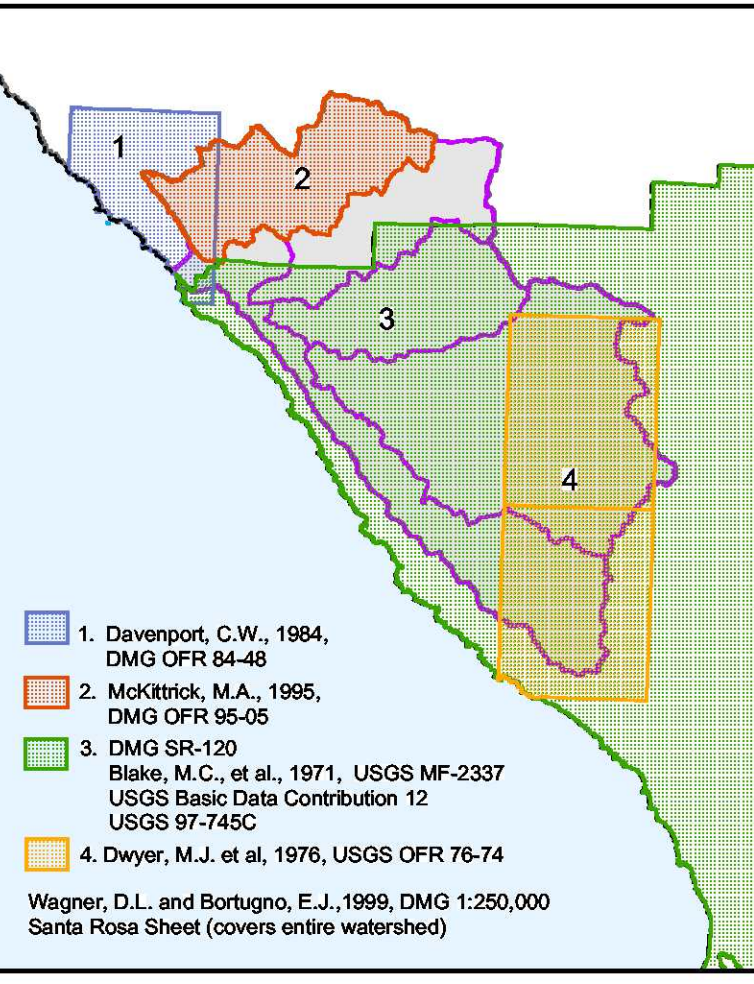 1
2
3
4
1. Davenport, C.W., 1984,
DMG OFR 84-48
2. McKittrick, M.A., 1995,
DMG OFR 95-05
3. DMG SR-120
Blake, M.C., et al., 1971, USGS MF-2337
USGS Basic Data Contribution 12
USGS 97-745C
4. Dwyer, M.J. et al, 1976, USGS OFR 76-74
Wagner, D.L. and Bortugno, E.J.,1999, DMG 1:250,000
Santa Rosa Sheet (covers entire watershed)